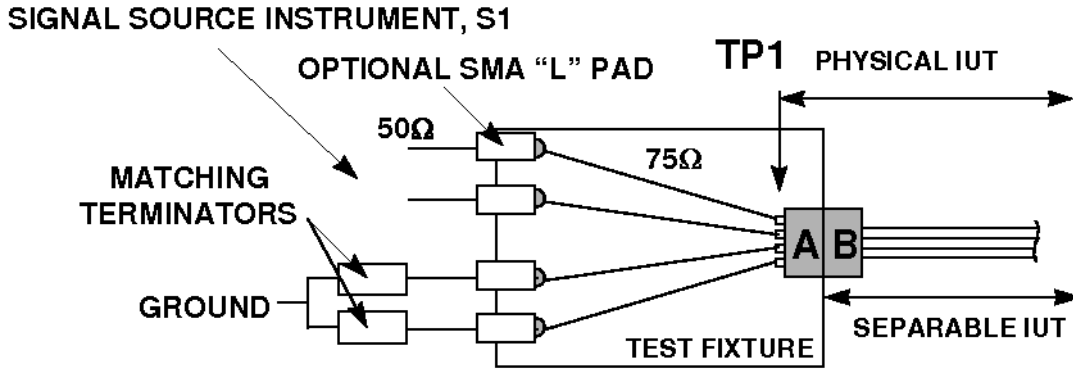 SIGNAL SOURCE INSTRUMENT, S1
OPTIONAL SMA “L” PAD
TP1
PHYSICAL IUT
50Ω
75Ω
MATCHING
TERMINATORS
A B
GROUND
TEST FIXTURE
SEPARABLE IUT